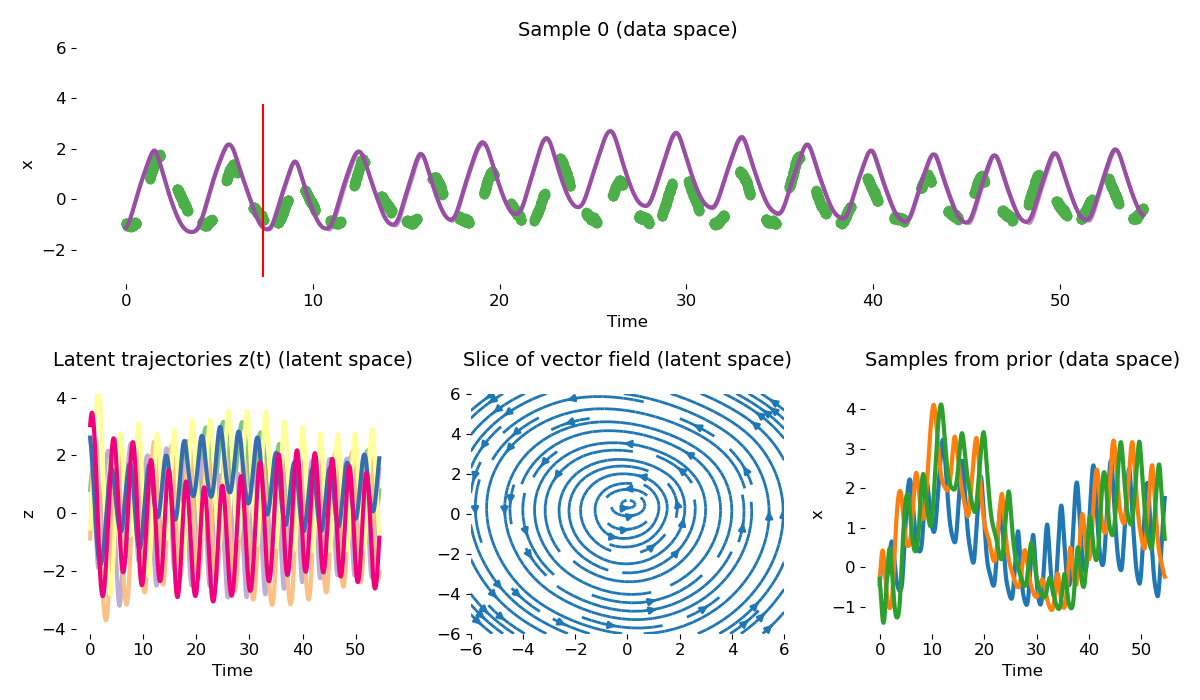 Sample 0 (data space)
6
4
2
0
−2
x
0 10 20 30 40 50
Time
Latent trajectories z(t) (latent space)
4
2
0
−2
−4
z
0 10 20 30 40 50
Time
Slice of vector field (latent space)
6
4
2
0
−2
−4
−6
−6 −4 −2 0 2 4 6
Samples from prior (data space)
4
3
2
1
0
−1
x
0 10 20 30 40 50
Time